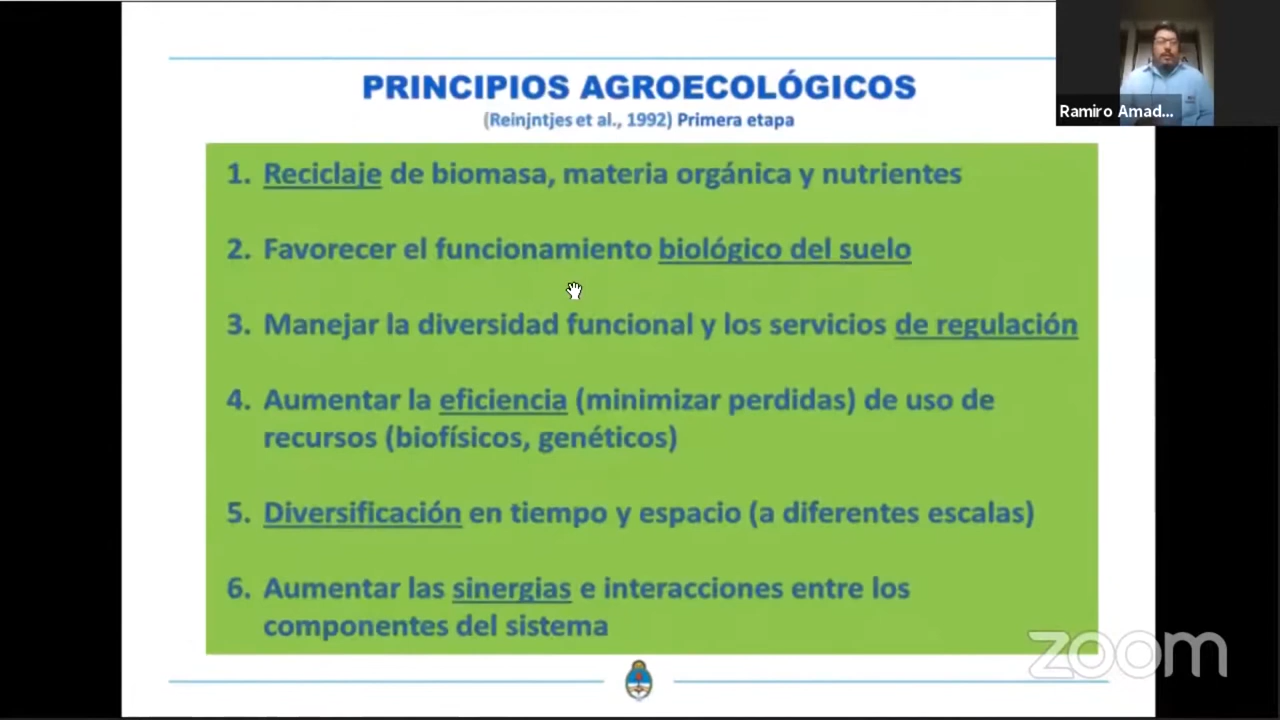 PRINCIPIOS AGROECOLÓGICOS
(Reinjntjes et al., 1992) Primera etapa
Ramiro Amad...
1. Reciclaje de biomasa, materia orgánica y nutrientes
2. Favorecer el funcionamiento biológico del suelo
3. Manejar la diversidad funcional y los servicios de regulación
4. Aumentar la eficiencia (minimizar perdidas) de uso de
recursos (biofísicos, genéticos)
5. Diversificación en tiempo y espacio (a diferentes escalas)
6. Aumentar las sinergias e interacciones entre los
componentes del sistema
zoom